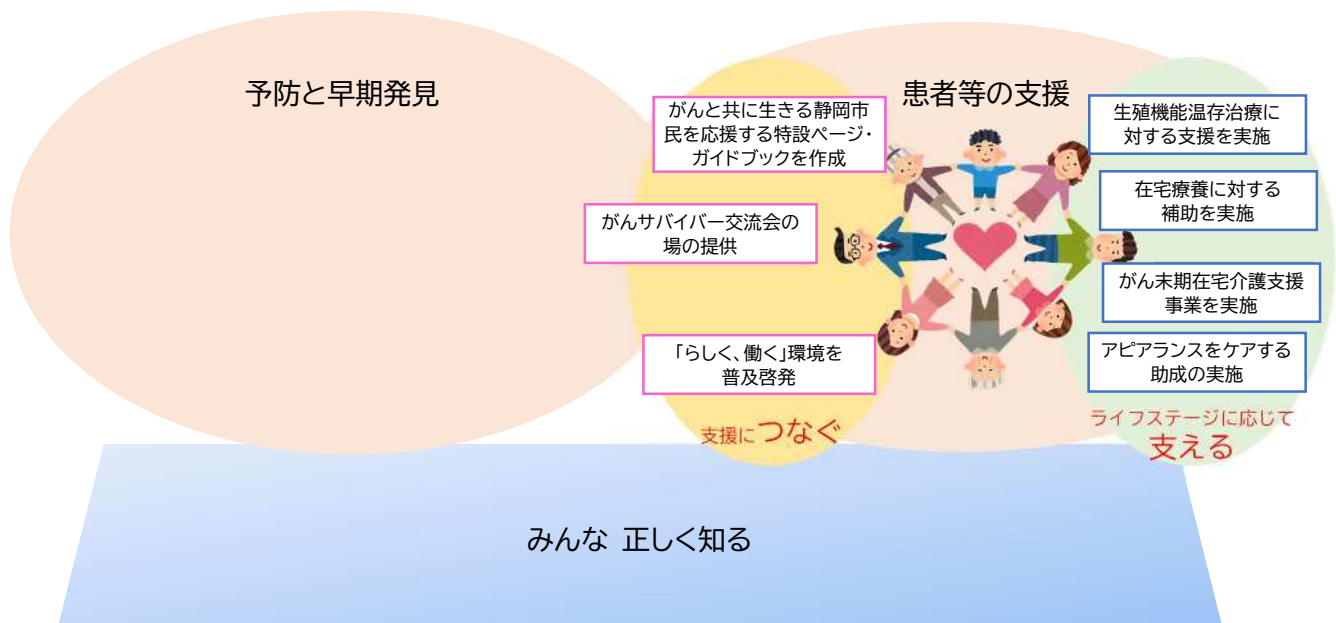 予防と早期発見
患者等の支援
がんと共に生きる静岡市
民を応援する特設ページ・
ガイドブックを作成
がんサバイバー交流会の
場の提供
「らしく、働く」環境を
普及啓発
支援につなぐ
生殖機能温存治療に
対する支援を実施
在宅療養に対する
補助を実施
がん末期在宅介護支援
事業を実施
アピアランスをケアする
助成の実施
ライフステージに応じて
支える
みんな 正しく知る